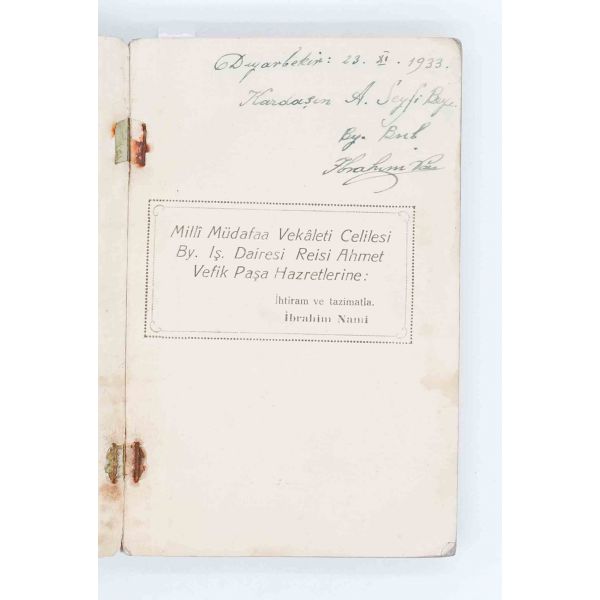 Diyarbekir: 23. XI. 1933.
Kardaşın A. Seyfi Beye
By. Bnb.
İbrahim
Millî Müdafaa Vekâleti Celilesi
By. Iş. Dairesi Reisi Ahmet
Vefik Paşa Hazretlerine:
İhtiram ve tazimatla.
İbrahim Nami